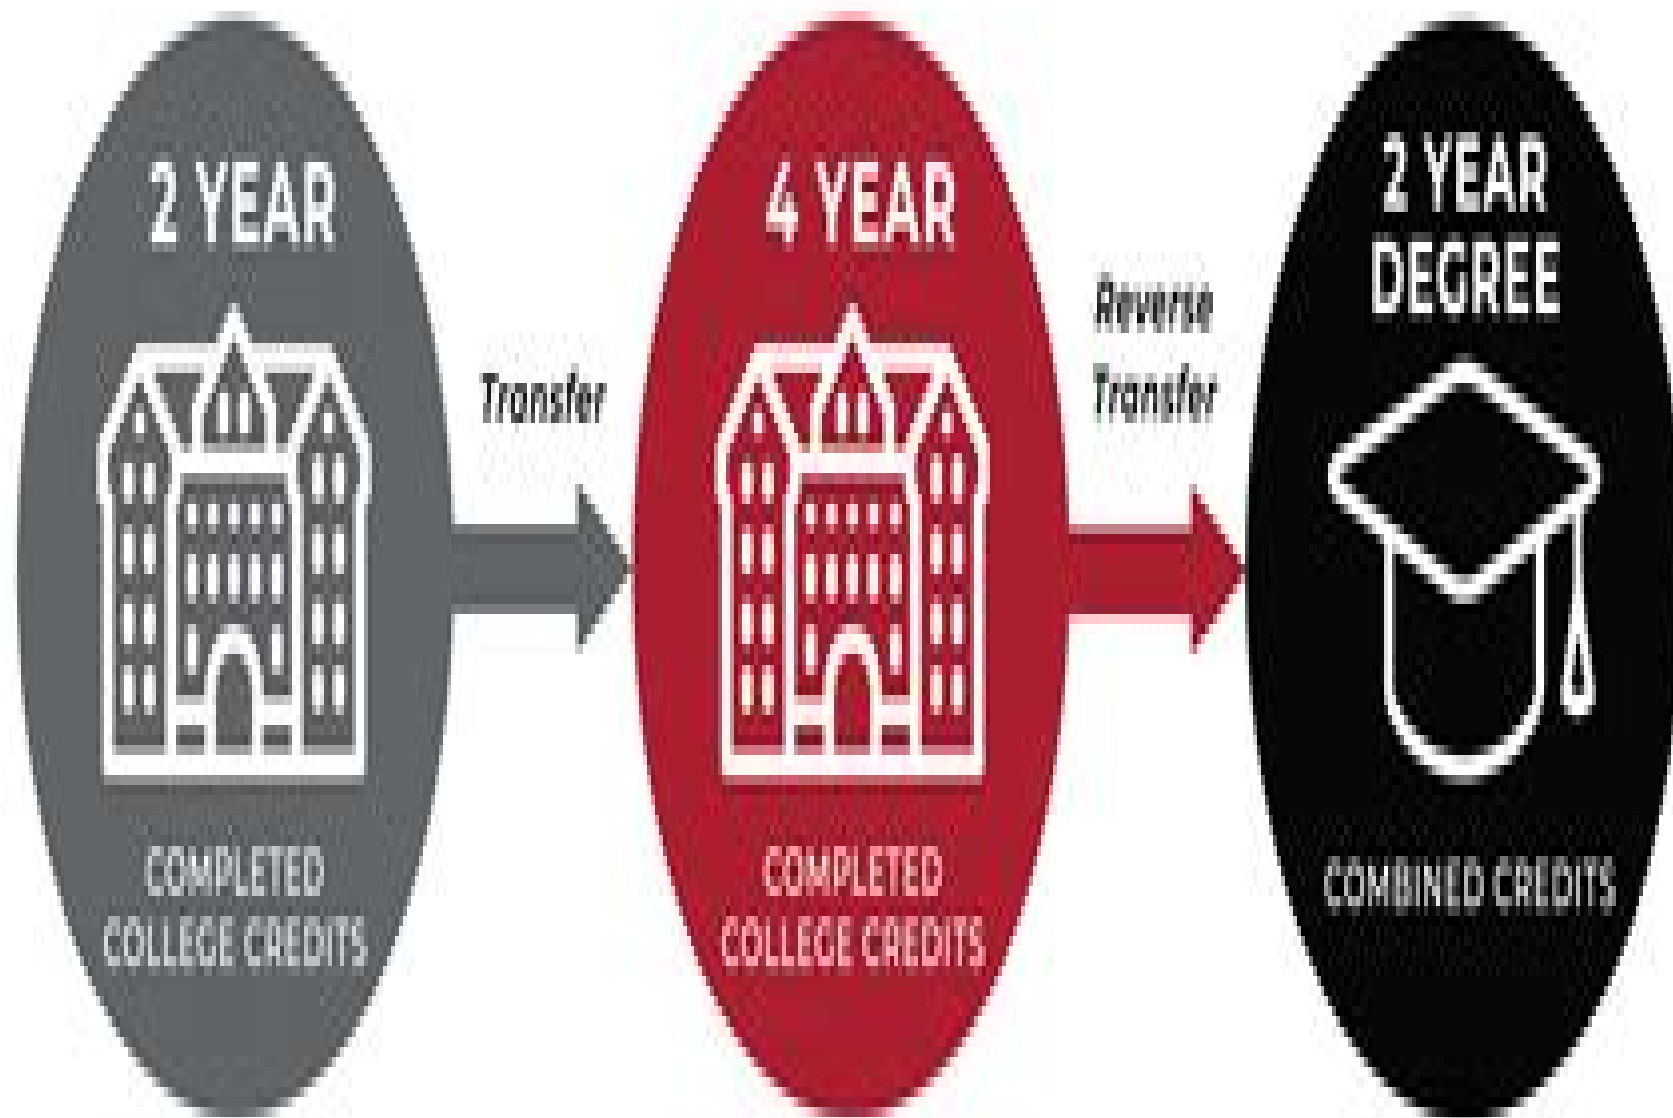 2 YEAR
COMPLETED
COLLEGE CREDITS
Transfer
4 YEAR
COMPLETED
COLLEGE CREDITS
Reverse
Transfer
2 YEAR
DEGREE
COMBINED CREDITS